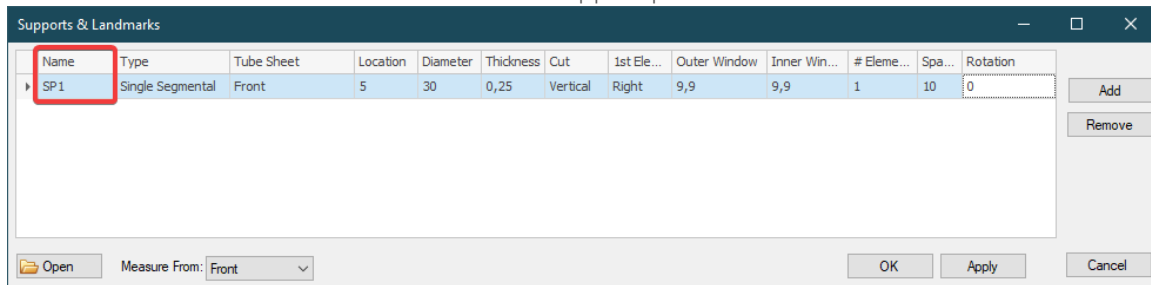 Supports & Landmarks
Name Type Tube Sheet Location Diameter Thickness Cut 1st Ele... Outer Window Inner Win... # Eleme... Spa... Rotation
SP1 Single Segmental Front 5 30 0,25 Vertical Right 9,9 9,9 1 10 0
Add
Remove
Open Measure From: Front OK Apply Cancel